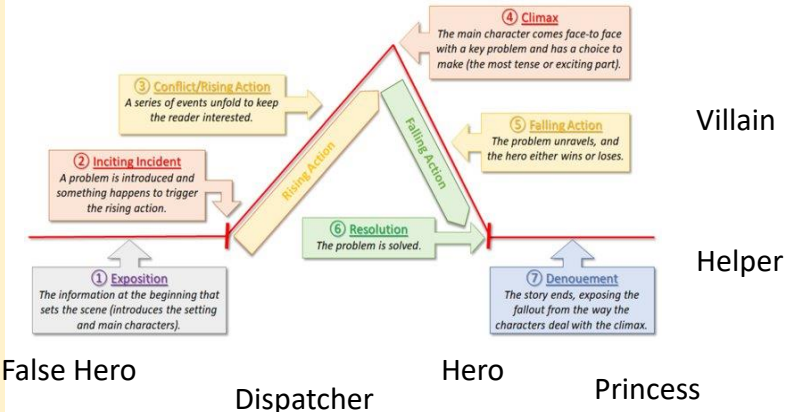 ④ Climax
The main character comes face-to face
with a key problem and has a choice to
make (the most tense or exciting part).
③ Conflict/Rising Action
A series of events unfold to keep
the reader interested.
Villain
⑤ Falling Action
The problem unravels, and
the hero either wins or loses.
② Inciting Incident
A problem is introduced and
something happens to trigger
the rising action.
Rising Action
Falling Action
⑥ Resolution
The problem is solved.
Helper
① Exposition
The information at the beginning that
sets the scene (introduces the setting
and main characters).
⑦ Denouement
The story ends, exposing the
fallout from the way the
characters deal with the climax.
False Hero
Dispatcher
Hero
Princess